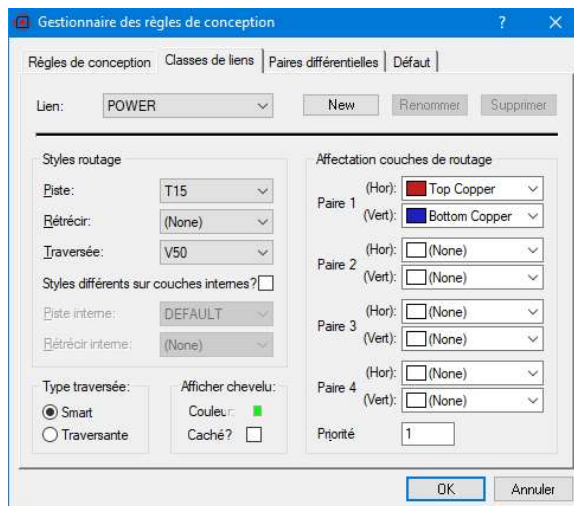 Gestionnaire des règles de conception ?
Règles de conception Classes de liens Paires différentielles Défaut
Lien: POWER New Renommer Supprimer
Styles routage
Piste: T15
Rétrécir: (None)
Traversée: V50
Styles différents sur couches internes?
Piste interne: DEFAULT
Rétrécir interne: (None)
Type traversée:
Smart
Traversante
Afficher chevelu:
Couleur:
Caché?
Affectation couches de routage
Paire 1
(Hor): Top Copper
(Vert): Bottom Copper
Paire 2
(Hor): (None)
(Vert): (None)
Paire 3
(Hor): (None)
(Vert): (None)
Paire 4
(Hor): (None)
(Vert): (None)
Priorité 1
OK Annuler